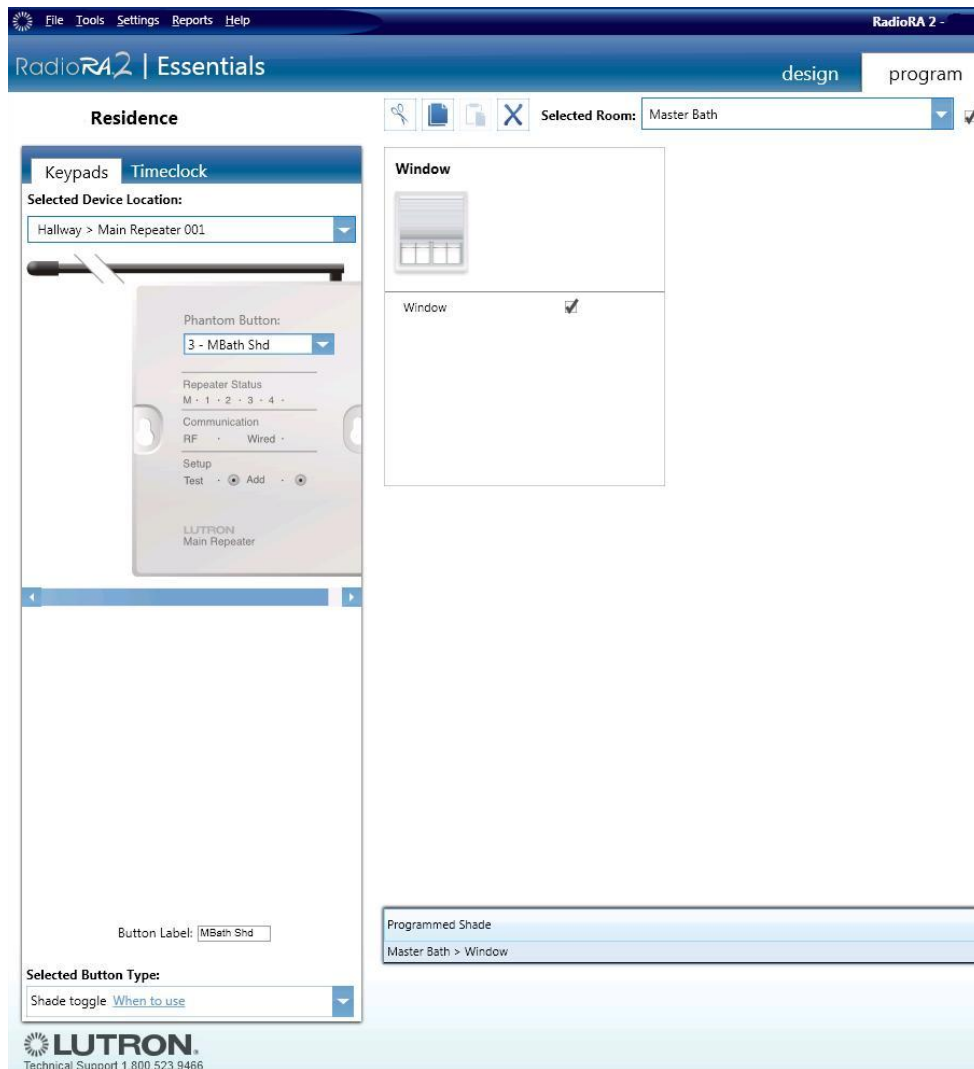 File Tools Settings Reports Help
RadioRA 2 -
RadioRA2 | Essentials
design
program
Residence
Selected Room: Master Bath
Keypads Timeclock
Selected Device Location:
Hallway > Main Repeater 001
Phantom Button:
3 - MBath Shd
Repeater Status
M · 1 · 2 · 3 · 4 ·
Communication
RF · Wired ·
Setup
Test · Add ·
LUTRON
Main Repeater
Button Label: MBath Shd
Selected Button Type:
Shade toggle When to use
Window
Window
Programmed Shade
Master Bath > Window
LUTRON.
Technical Support 1.800.523.9466